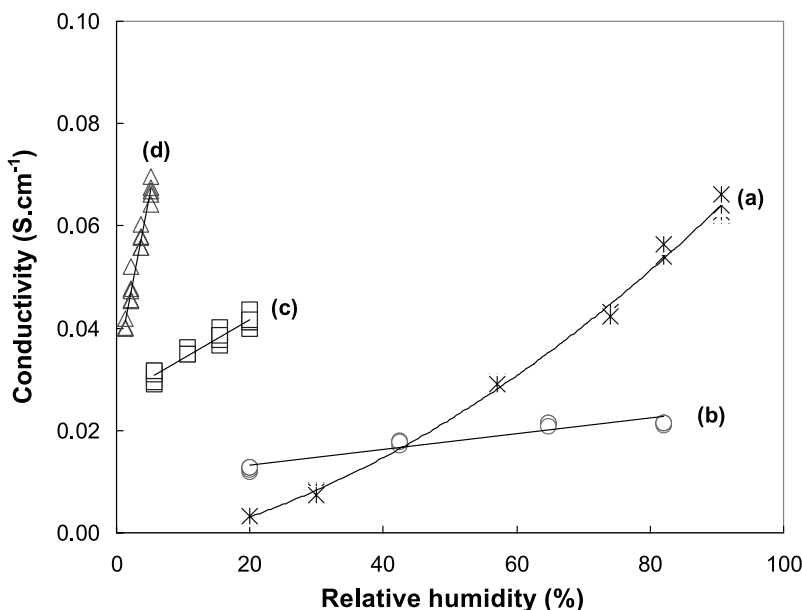 0.10
0.08
0.06
0.04
0.02
0.00
Conductivity (S.cm⁻¹)
(d)
(a)
(c)
(b)
0 20 40 60 80 100
Relative humidity (%)